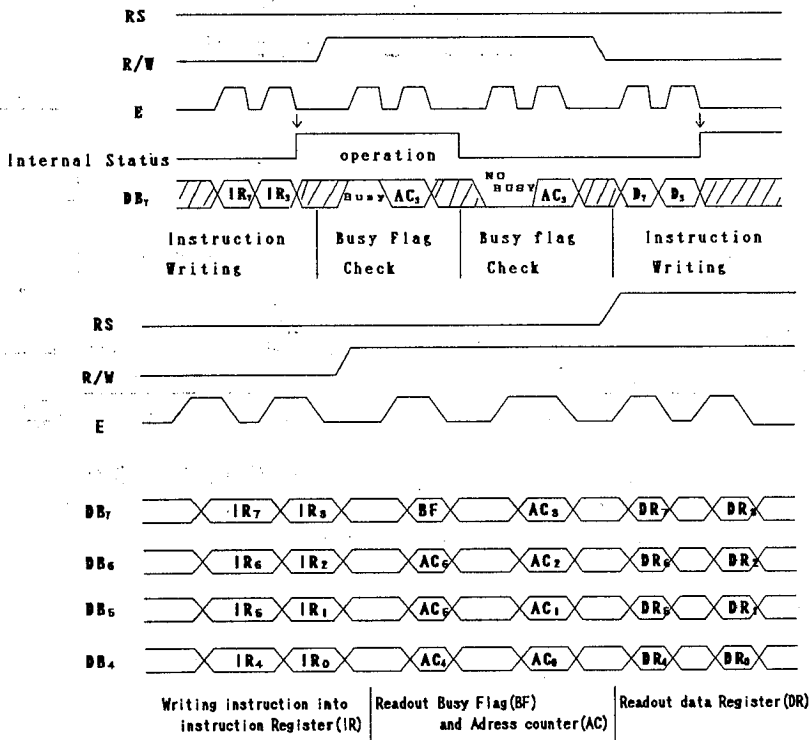 RS
R/W
E
Internal Status operation
DB₇ IR₇ IR₃ Busy AC₃ NO BUSY AC₃ D₇ D₃
Instruction Writing
Busy Flag Check
Busy flag Check
Instruction Writing
RS
R/W
E
DB₇ IR₇ IR₃ BF AC₃ DR₇ DR₃
DB₆ IR₆ IR₂ AC₆ AC₂ DR₆ DR₂
DB₅ IR₅ IR₁ AC₅ AC₁ DR₅ DR₁
DB₄ IR₄ IR₀ AC₄ AC₀ DR₄ DR₀
Writing instruction into
instruction Register(IR)
Readout Busy Flag(BF)
and Adress counter(AC)
Readout data Register(DR)